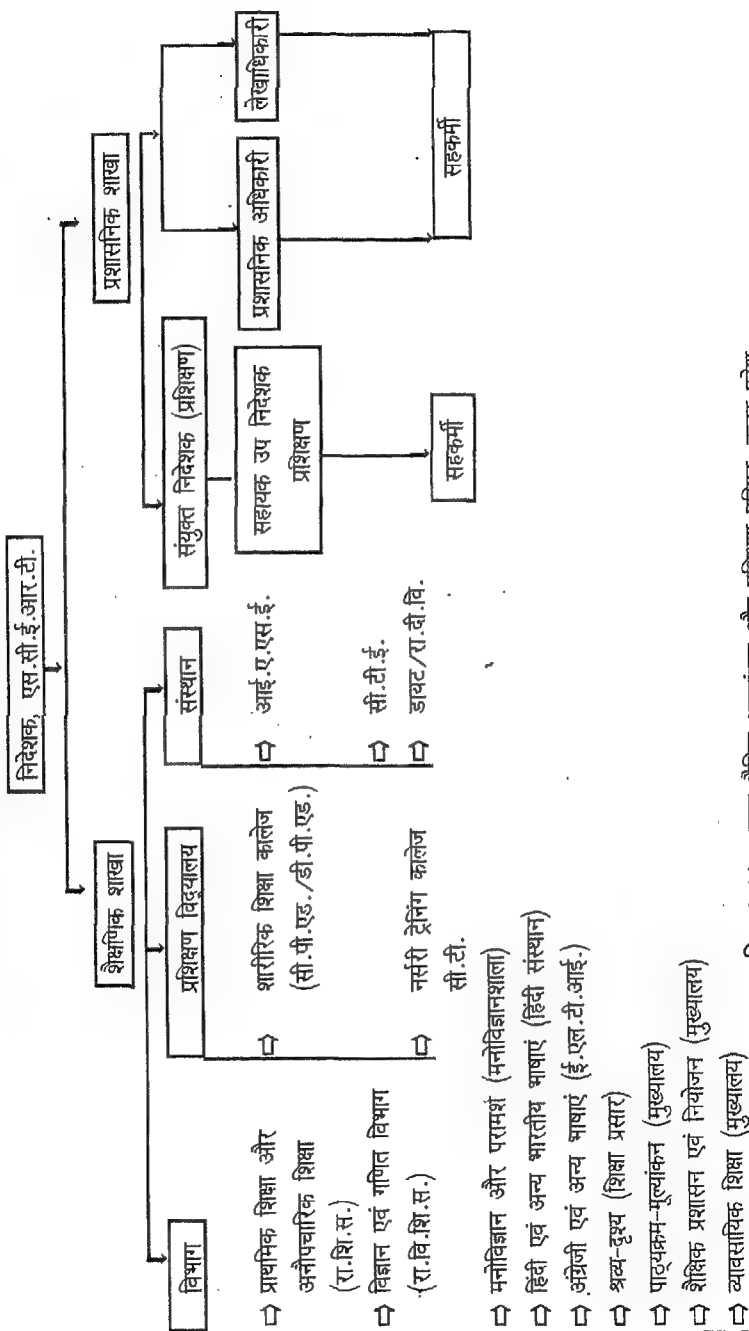 निदेशक, एस.सी.ई.आर.टी.
शैक्षणिक शाखा
प्रशासनिक शाखा
विभाग
प्रशिक्षण विद्यालय
संस्थान
संयुक्त निदेशक (प्रशिक्षण)
प्राथमिक शिक्षा और
अनौपचारिक शिक्षा
(रा.शि.स.)
विज्ञान एवं गणित विभाग
(रा.वि.शि.स.)
मनोविज्ञान और परामर्श (मनोविज्ञानशाला)
हिंदी एवं अन्य भारतीय भाषाएं (हिंदी संस्थान)
अंग्रेजी एवं अन्य भाषाएं (ई.एल.टी.आई.)
श्रव्य-दृश्य (शिक्षा प्रसार)
पाठ्यक्रम-मूल्यांकन (मुख्यालय)
शैक्षिक प्रशासन एवं नियोजन (मुख्यालय)
व्यावसायिक शिक्षा (मुख्यालय)
शारीरिक शिक्षा कालेज
(सी.पी.एड./डी.पी.एड.)
नर्सरी ट्रेनिंग कालेज
सी.टी.
आई.ए.एस.ई.
सी.टी.ई.
डायट/रा.दी.वि.
सहायक उप निदेशक
प्रशिक्षण
सहकर्मी
प्रशासनिक अधिकारी
लेखाधिकारी
सहकर्मी